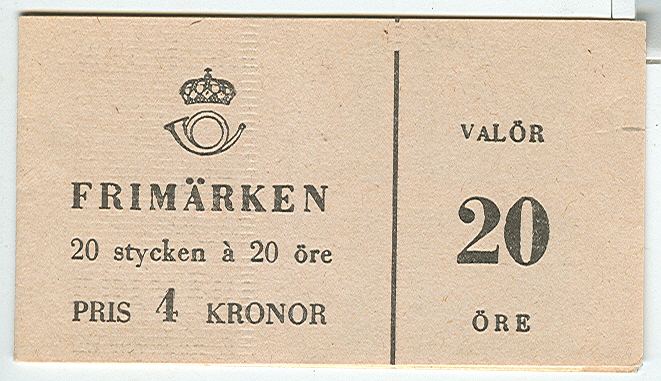 FRIMÄRKEN
20 stycken à 20 öre
PRIS 4 KRONOR
VALÖR
20
ÖRE